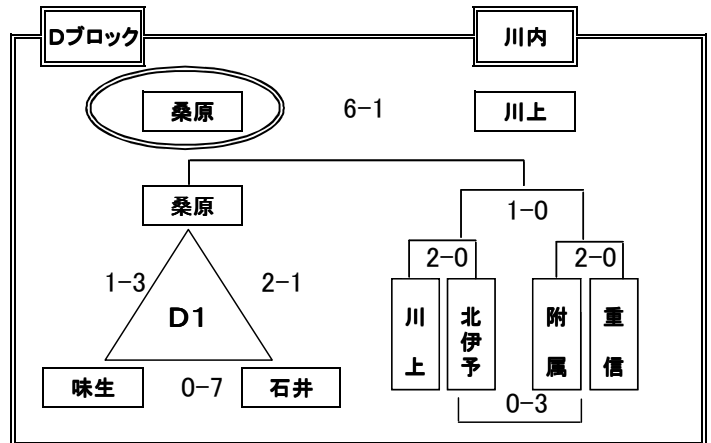 Dブロック
川内
桑原
6-1
川上
桑原
1-0
1-3
2-1
2-0
2-0
D1
川上
北伊予
附属
重信
味生
0-7
石井
0-3